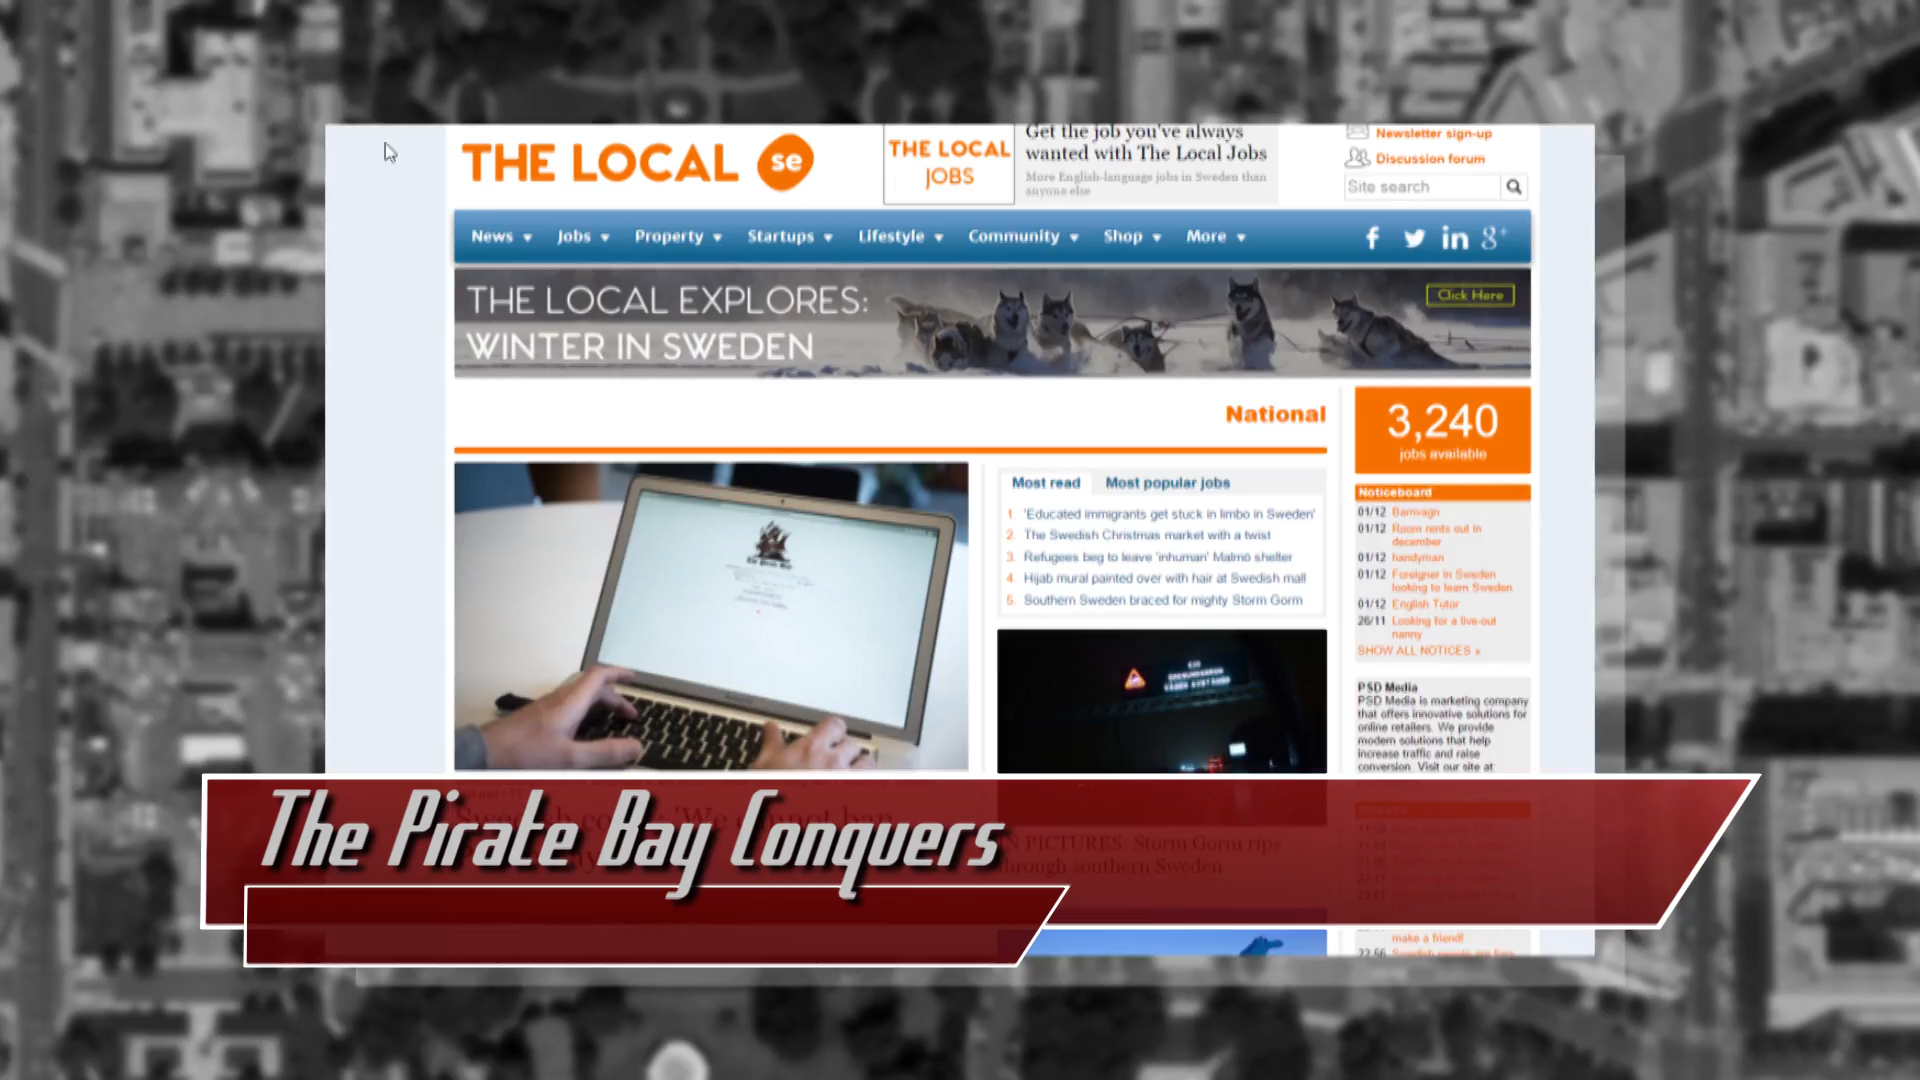 THE LOCAL se
THE LOCAL
JOBS
Get the job you've always
wanted with The Local Jobs
More English-language jobs in Sweden than
anyone else
Newsletter sign-up
Discussion forum
Site search
News Jobs Property Startups Lifestyle Community Shop More
THE LOCAL EXPLORES:
WINTER IN SWEDEN
Click Here
National
3,240
jobs available
Most read Most popular jobs
1. 'Educated immigrants get stuck in limbo in Sweden'
2. The Swedish Christmas market with a twist
3. Refugees beg to leave 'inhuman' Malmö shelter
4. Hijab mural painted over with hair at Swedish mall
5. Southern Sweden braced for mighty Storm Gorm
Noticeboard
01/12 Barnvagn
01/12 Room rents out in
december
01/12 handyman
01/12 Foreigner in Sweden
looking to learn Swedish
01/12 English Tutor
26/11 Looking for a live-out
nanny
SHOW ALL NOTICES »
PSD Media
PSD Media is marketing company
that offers innovative solutions for
online retailers. We provide
modern solutions that help
increase traffic and raise
conversion. Visit our site at
The Pirate Bay Conquers
IN PICTURES: Storm Gorm rips
through southern Sweden
make a friend!